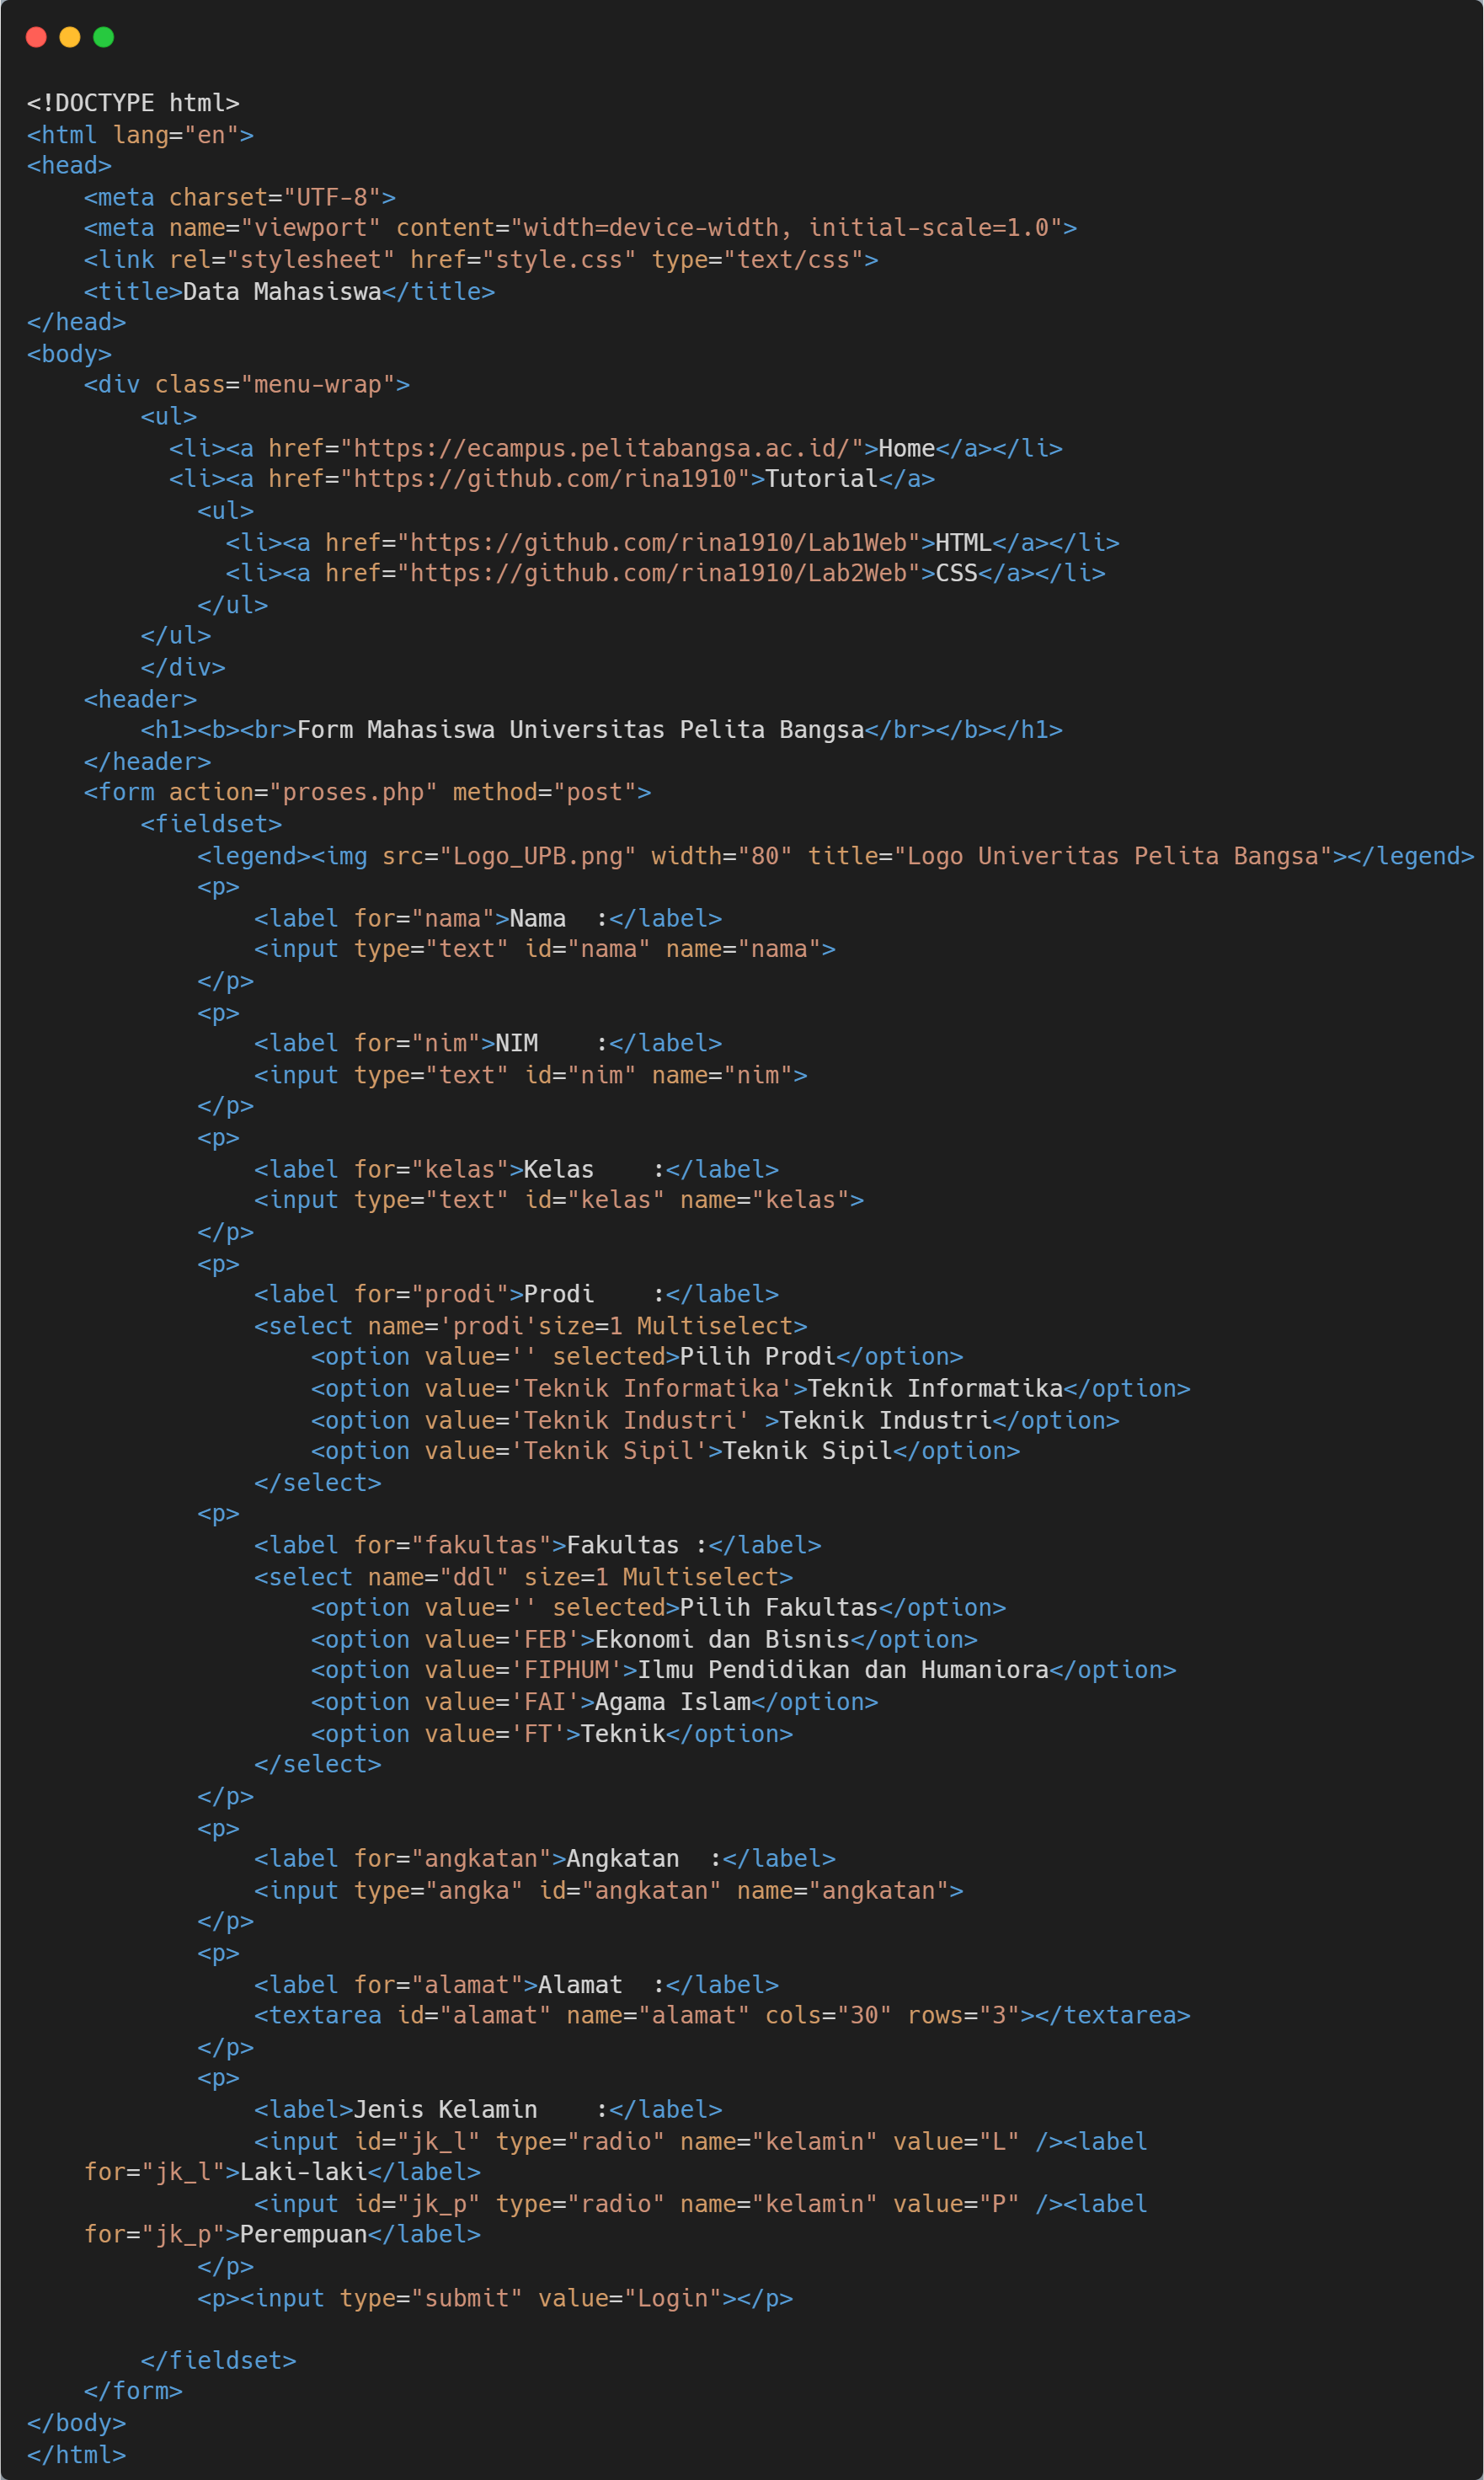 <!DOCTYPE html>
<html lang="en">
<head>
    <meta charset="UTF-8">
    <meta name="viewport" content="width=device-width, initial-scale=1.0">
    <link rel="stylesheet" href="style.css" type="text/css">
    <title>Data Mahasiswa</title>
</head>
<body>
    <div class="menu-wrap">
        <ul>
          <li><a href="https://ecampus.pelitabangsa.ac.id/">Home</a></li>
          <li><a href="https://github.com/rina1910">Tutorial</a>
            <ul>
              <li><a href="https://github.com/rina1910/Lab1Web">HTML</a></li>
              <li><a href="https://github.com/rina1910/Lab2Web">CSS</a></li>
            </ul>
        </ul>
        </div>
    <header>
        <h1><b><br>Form Mahasiswa Universitas Pelita Bangsa</br></b></h1>
    </header>
    <form action="proses.php" method="post">
        <fieldset>
            <legend><img src="Logo_UPB.png" width="80" title="Logo Univeritas Pelita Bangsa"></legend>
            <p>
                <label for="nama">Nama  :</label>
                <input type="text" id="nama" name="nama">
            </p>
            <p>
                <label for="nim">NIM    :</label>
                <input type="text" id="nim" name="nim">
            </p>
            <p>
                <label for="kelas">Kelas    :</label>
                <input type="text" id="kelas" name="kelas">
            </p>
            <p>
                <label for="prodi">Prodi    :</label>
                <select name='prodi'size=1 Multiselect>
                    <option value='' selected>Pilih Prodi</option>
                    <option value='Teknik Informatika'>Teknik Informatika</option>
                    <option value='Teknik Industri' >Teknik Industri</option>
                    <option value='Teknik Sipil'>Teknik Sipil</option>
                </select>
            <p>
                <label for="fakultas">Fakultas :</label>
                <select name="ddl" size=1 Multiselect>
                    <option value='' selected>Pilih Fakultas</option>
                    <option value='FEB'>Ekonomi dan Bisnis</option>
                    <option value='FIPHUM'>Ilmu Pendidikan dan Humaniora</option>
                    <option value='FAI'>Agama Islam</option>
                    <option value='FT'>Teknik</option>
                </select>
            </p>
            <p>
                <label for="angkatan">Angkatan  :</label>
                <input type="angka" id="angkatan" name="angkatan">
            </p>
            <p>
                <label for="alamat">Alamat  :</label>
                <textarea id="alamat" name="alamat" cols="30" rows="3"></textarea>
            </p>
            <p>
                <label>Jenis Kelamin    :</label>
                <input id="jk_l" type="radio" name="kelamin" value="L" /><label
    for="jk_l">Laki-laki</label>
                <input id="jk_p" type="radio" name="kelamin" value="P" /><label
    for="jk_p">Perempuan</label>
            </p>
            <p><input type="submit" value="Login"></p>

        </fieldset>
    </form>
</body>
</html>